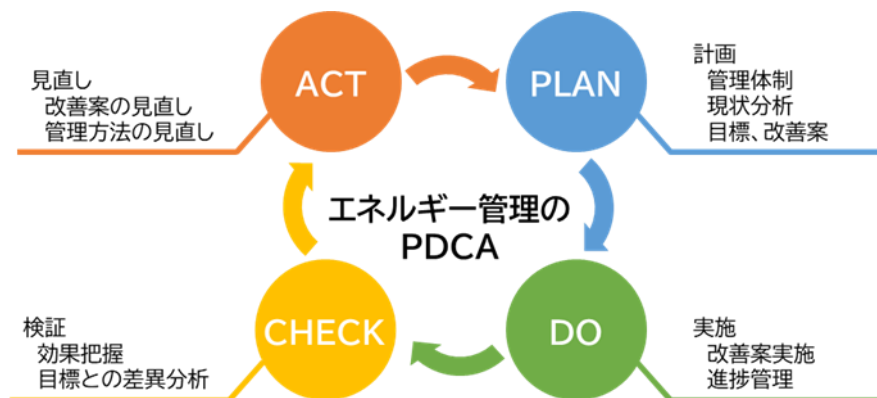 ACT
見直し
改善案の見直し
管理方法の見直し
PLAN
計画
管理体制
現状分析
目標、改善案
エネルギー管理の
PDCA
CHECK
検証
効果把握
目標との差異分析
DO
実施
改善案実施
進捗管理